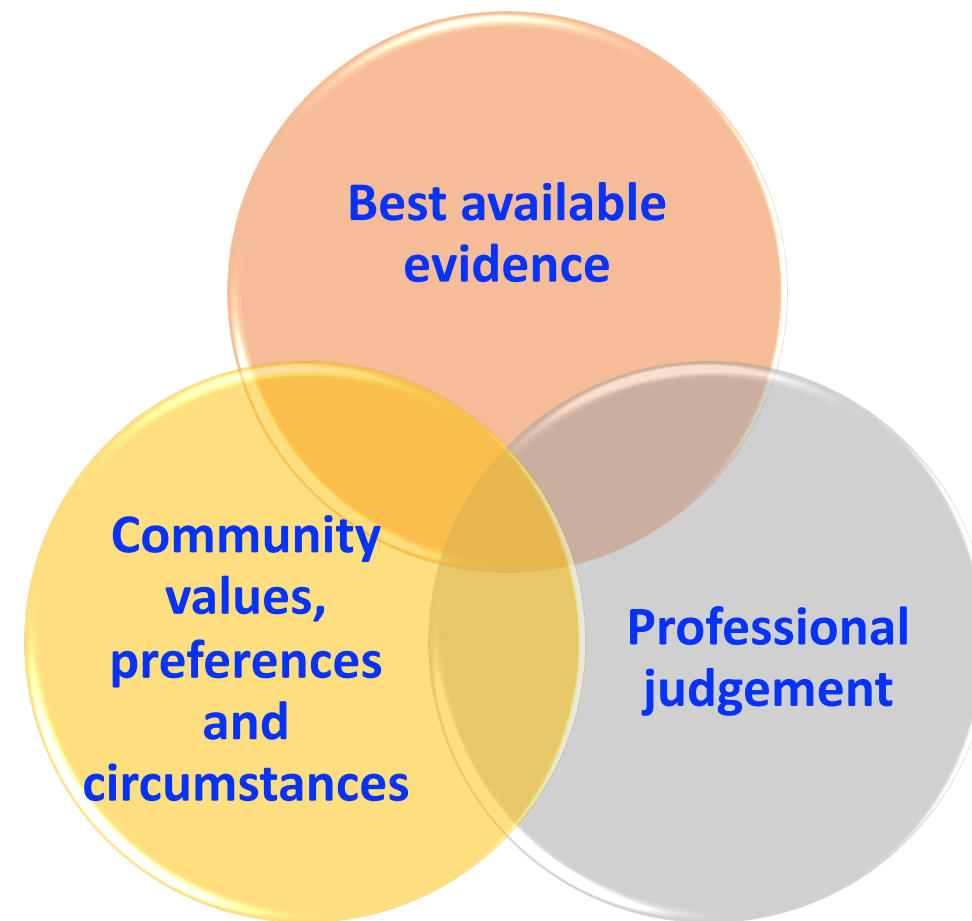 Best available
evidence
Community
values,
preferences
and
circumstances
Professional
judgement